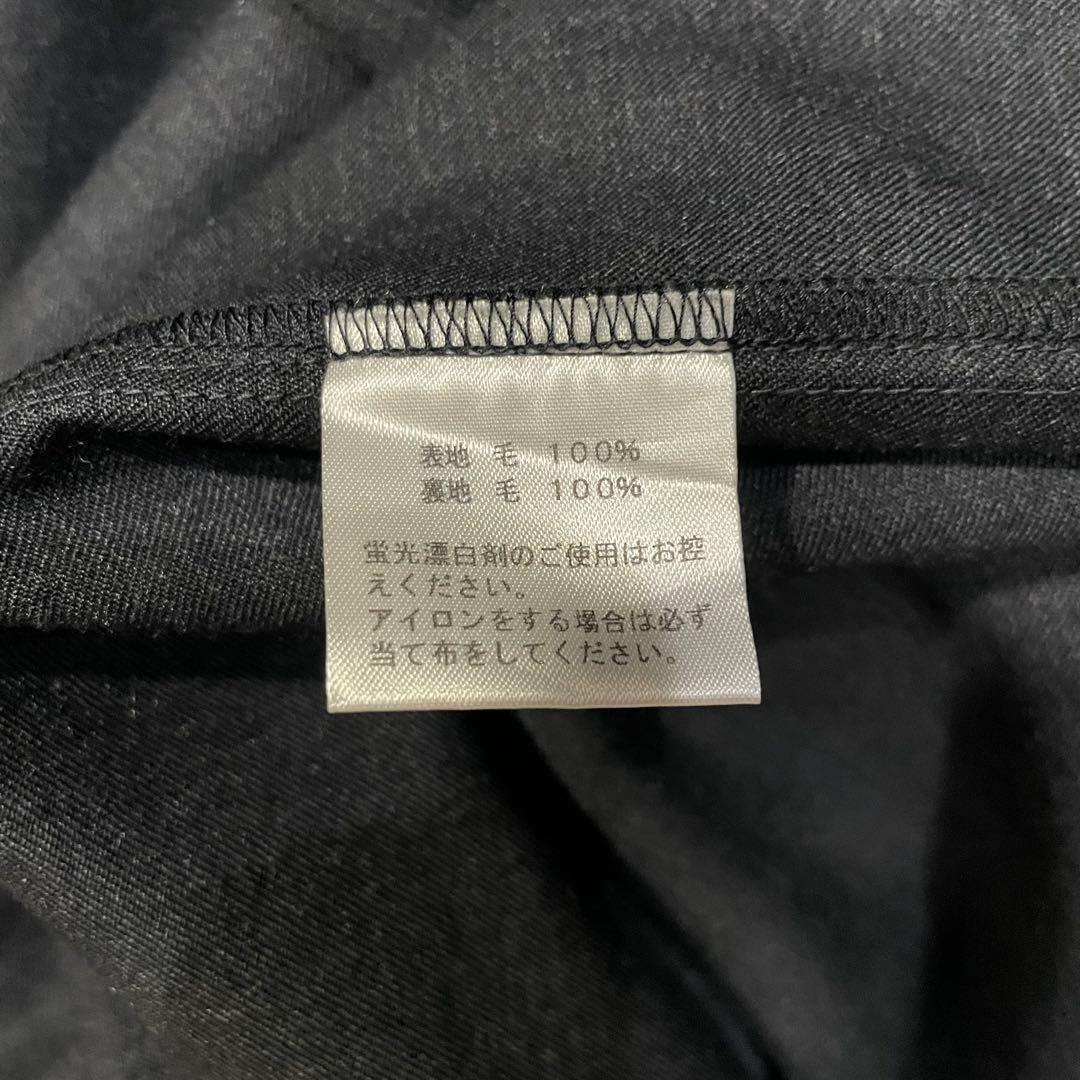 表地　毛　１００％
裏地　毛　１００％
蛍光漂白剤のご使用はお控
えください。
アイロンをする場合は必ず
当て布をしてください。